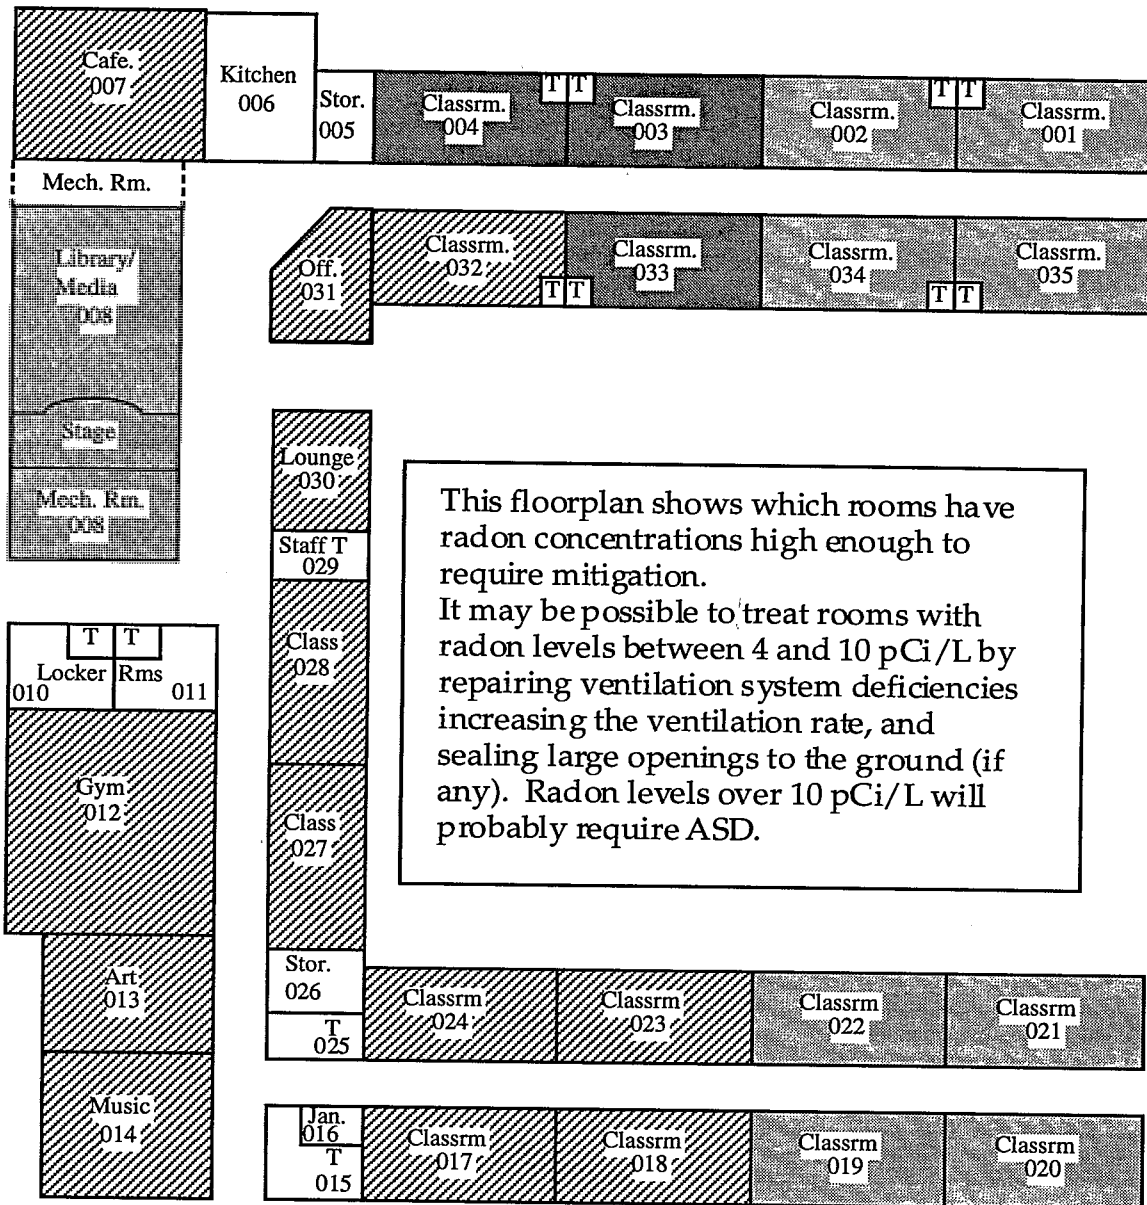 Cafe.
007
Kitchen
006
Stor.
005
T T
Classrm.
004
Classrm.
003
T T
Classrm.
002
Classrm.
001
Mech. Rm.
Library/
Media
008
Stage
Mech. Rm.
008
Off.
031
Classrm.
032
T T
Classrm.
033
Classrm.
034
T T
Classrm.
035
Lounge
030
Staff T
029
Class
028
Class
027
Stor.
026
T
025
This floorplan shows which rooms have
radon concentrations high enough to
require mitigation.
It may be possible to treat rooms with
radon levels between 4 and 10 pCi/L by
repairing ventilation system deficiencies
increasing the ventilation rate, and
sealing large openings to the ground (if
any). Radon levels over 10 pCi/L will
probably require ASD.
T T
Locker Rms
010 011
Gym
012
Art
013
Music
014
Classrm
024
Classrm
023
Classrm
022
Classrm
021
Jan.
016
T
015
Classrm
017
Classrm
018
Classrm
019
Classrm
020